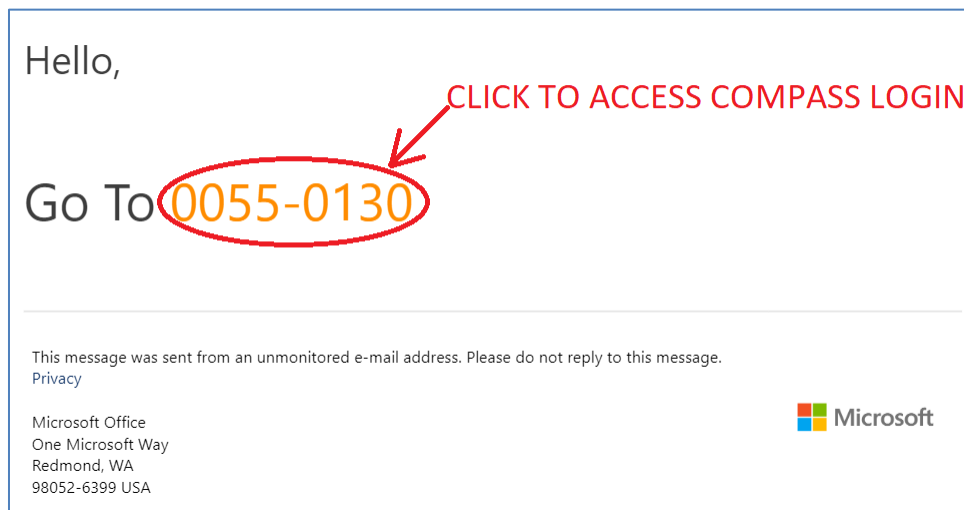 Hello,
CLICK TO ACCESS COMPASS LOGIN
Go To 0055-0130
This message was sent from an unmonitored e-mail address. Please do not reply to this message.
Privacy
Microsoft Office
One Microsoft Way
Redmond, WA
98052-6399 USA
Microsoft